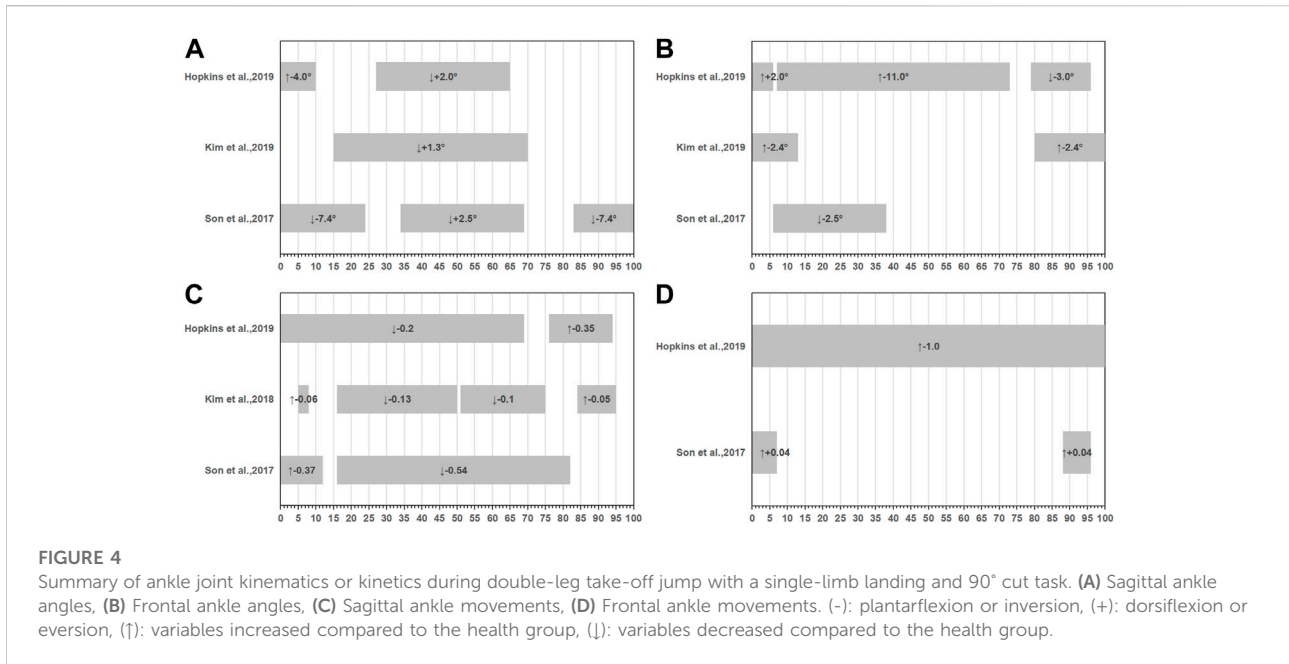 A
Hopkins et al.,2019
↑-4.0°
↓+2.0°
Kim et al.,2019
↓+1.3°
Son et al.,2017
↓-7.4°
↓+2.5°
↓-7.4°
0 5 10 15 20 25 30 35 40 45 50 55 60 65 70 75 80 85 90 95 100
B
Hopkins et al.,2019
↑+2.0°
↑-11.0°
↓-3.0°
Kim et al.,2019
↑-2.4°
↑-2.4°
Son et al.,2017
↓-2.5°
0 5 10 15 20 25 30 35 40 45 50 55 60 65 70 75 80 85 90 95 100
C
Hopkins et al.,2019
↓-0.2
↑-0.35
Kim et al.,2018
↑-0.06
↓-0.13
↓-0.1
↑-0.05
Son et al.,2017
↑-0.37
↓-0.54
0 5 10 15 20 25 30 35 40 45 50 55 60 65 70 75 80 85 90 95 100
D
Hopkins et al.,2019
↑-1.0
Son et al.,2017
↑+0.04
↑+0.04
0 5 10 15 20 25 30 35 40 45 50 55 60 65 70 75 80 85 90 95 100
FIGURE 4
Summary of ankle joint kinematics or kinetics during double-leg take-off jump with a single-limb landing and 90° cut task. (A) Sagittal ankle
angles, (B) Frontal ankle angles, (C) Sagittal ankle movements, (D) Frontal ankle movements. (-): plantarflexion or inversion, (+): dorsiflexion or
eversion, (↑): variables increased compared to the health group, (↓): variables decreased compared to the health group.